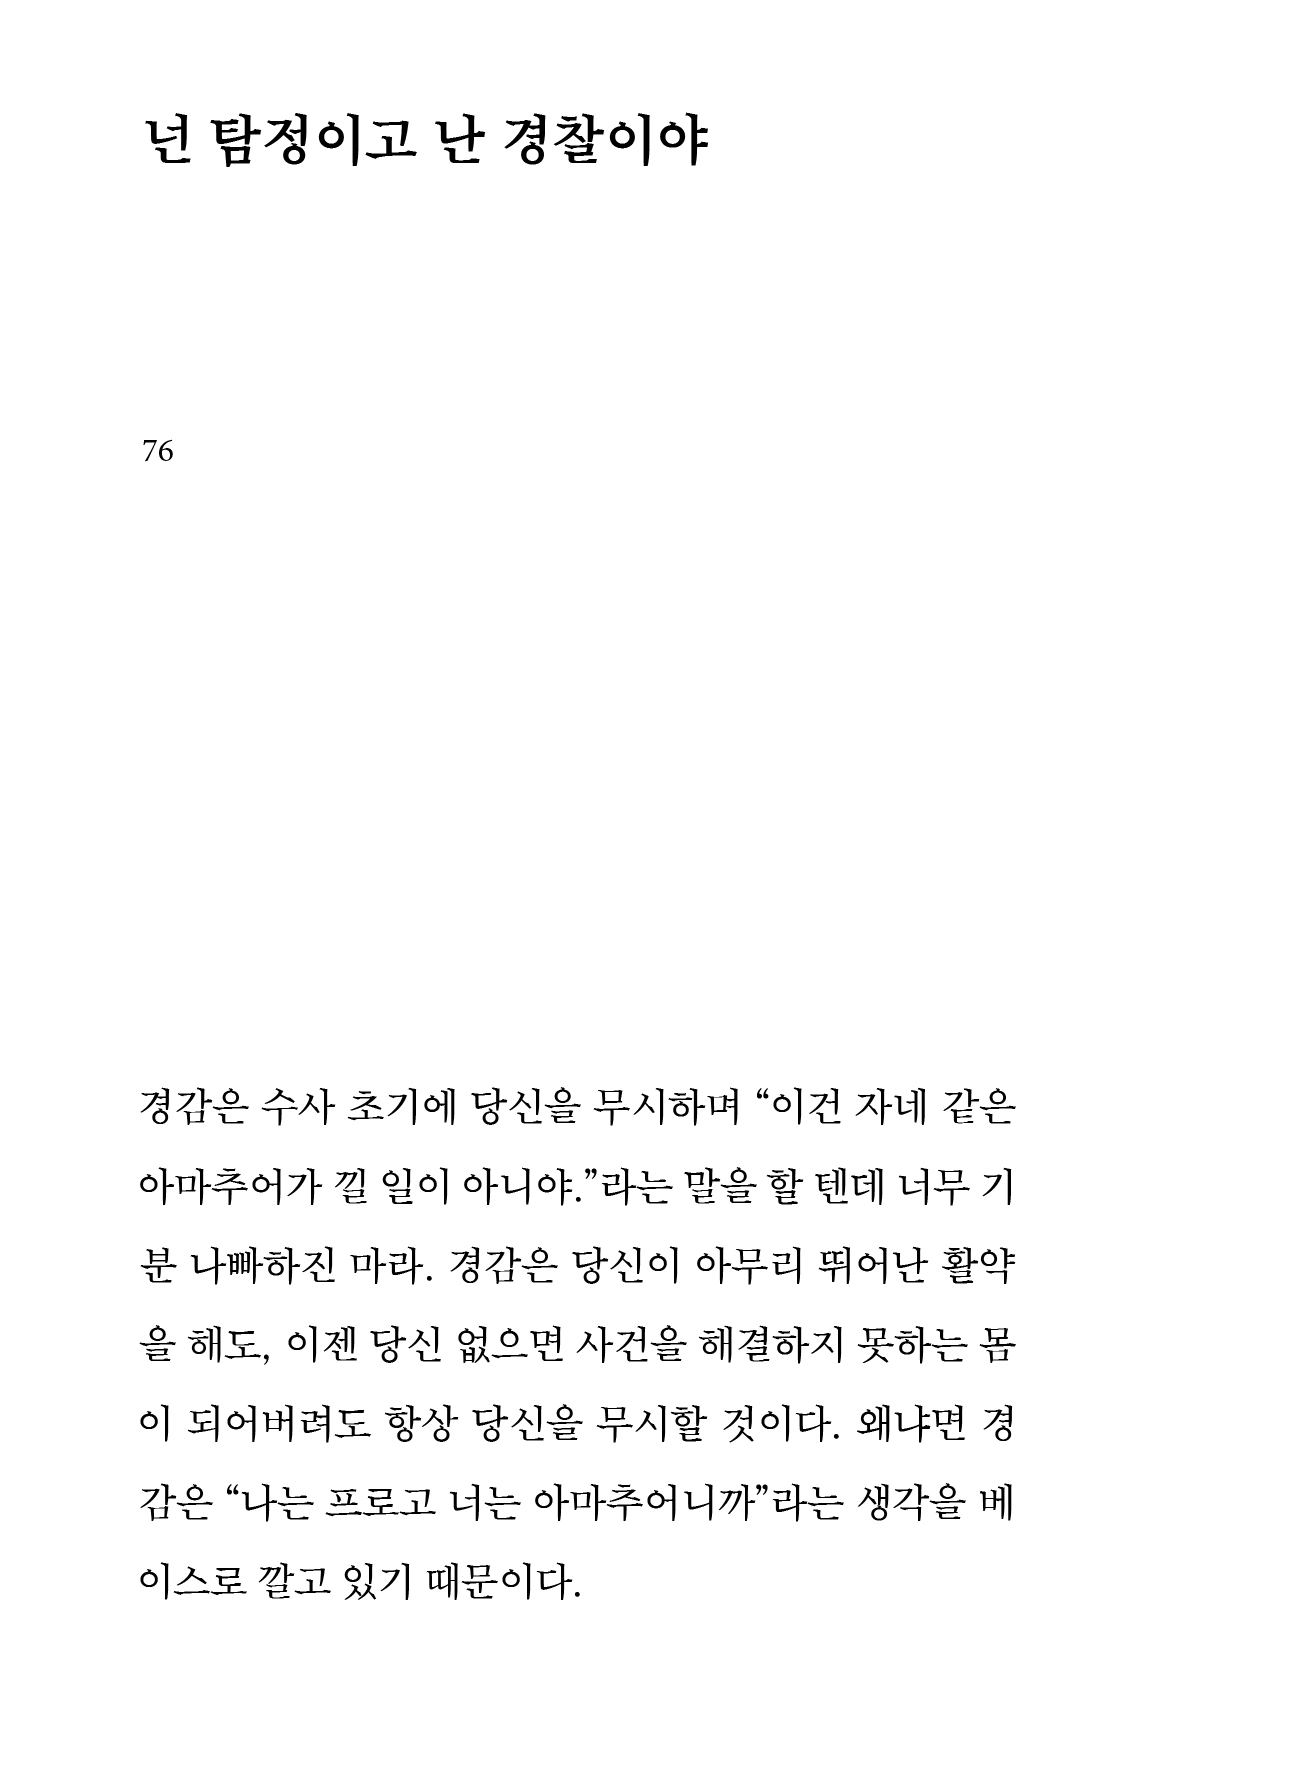 넌 탐정이고 난 경찰이야
76
경감은 수사 초기에 당신을 무시하며 “이건 자네 같은
아마추어가 낄 일이 아니야.”라는 말을 할 텐데 너무 기
분 나빠하진 마라. 경감은 당신이 아무리 뛰어난 활약
을 해도, 이젠 당신 없으면 사건을 해결하지 못하는 몸
이 되어버려도 항상 당신을 무시할 것이다. 왜냐면 경
감은 “나는 프로고 너는 아마추어니까”라는 생각을 베
이스로 깔고 있기 때문이다.